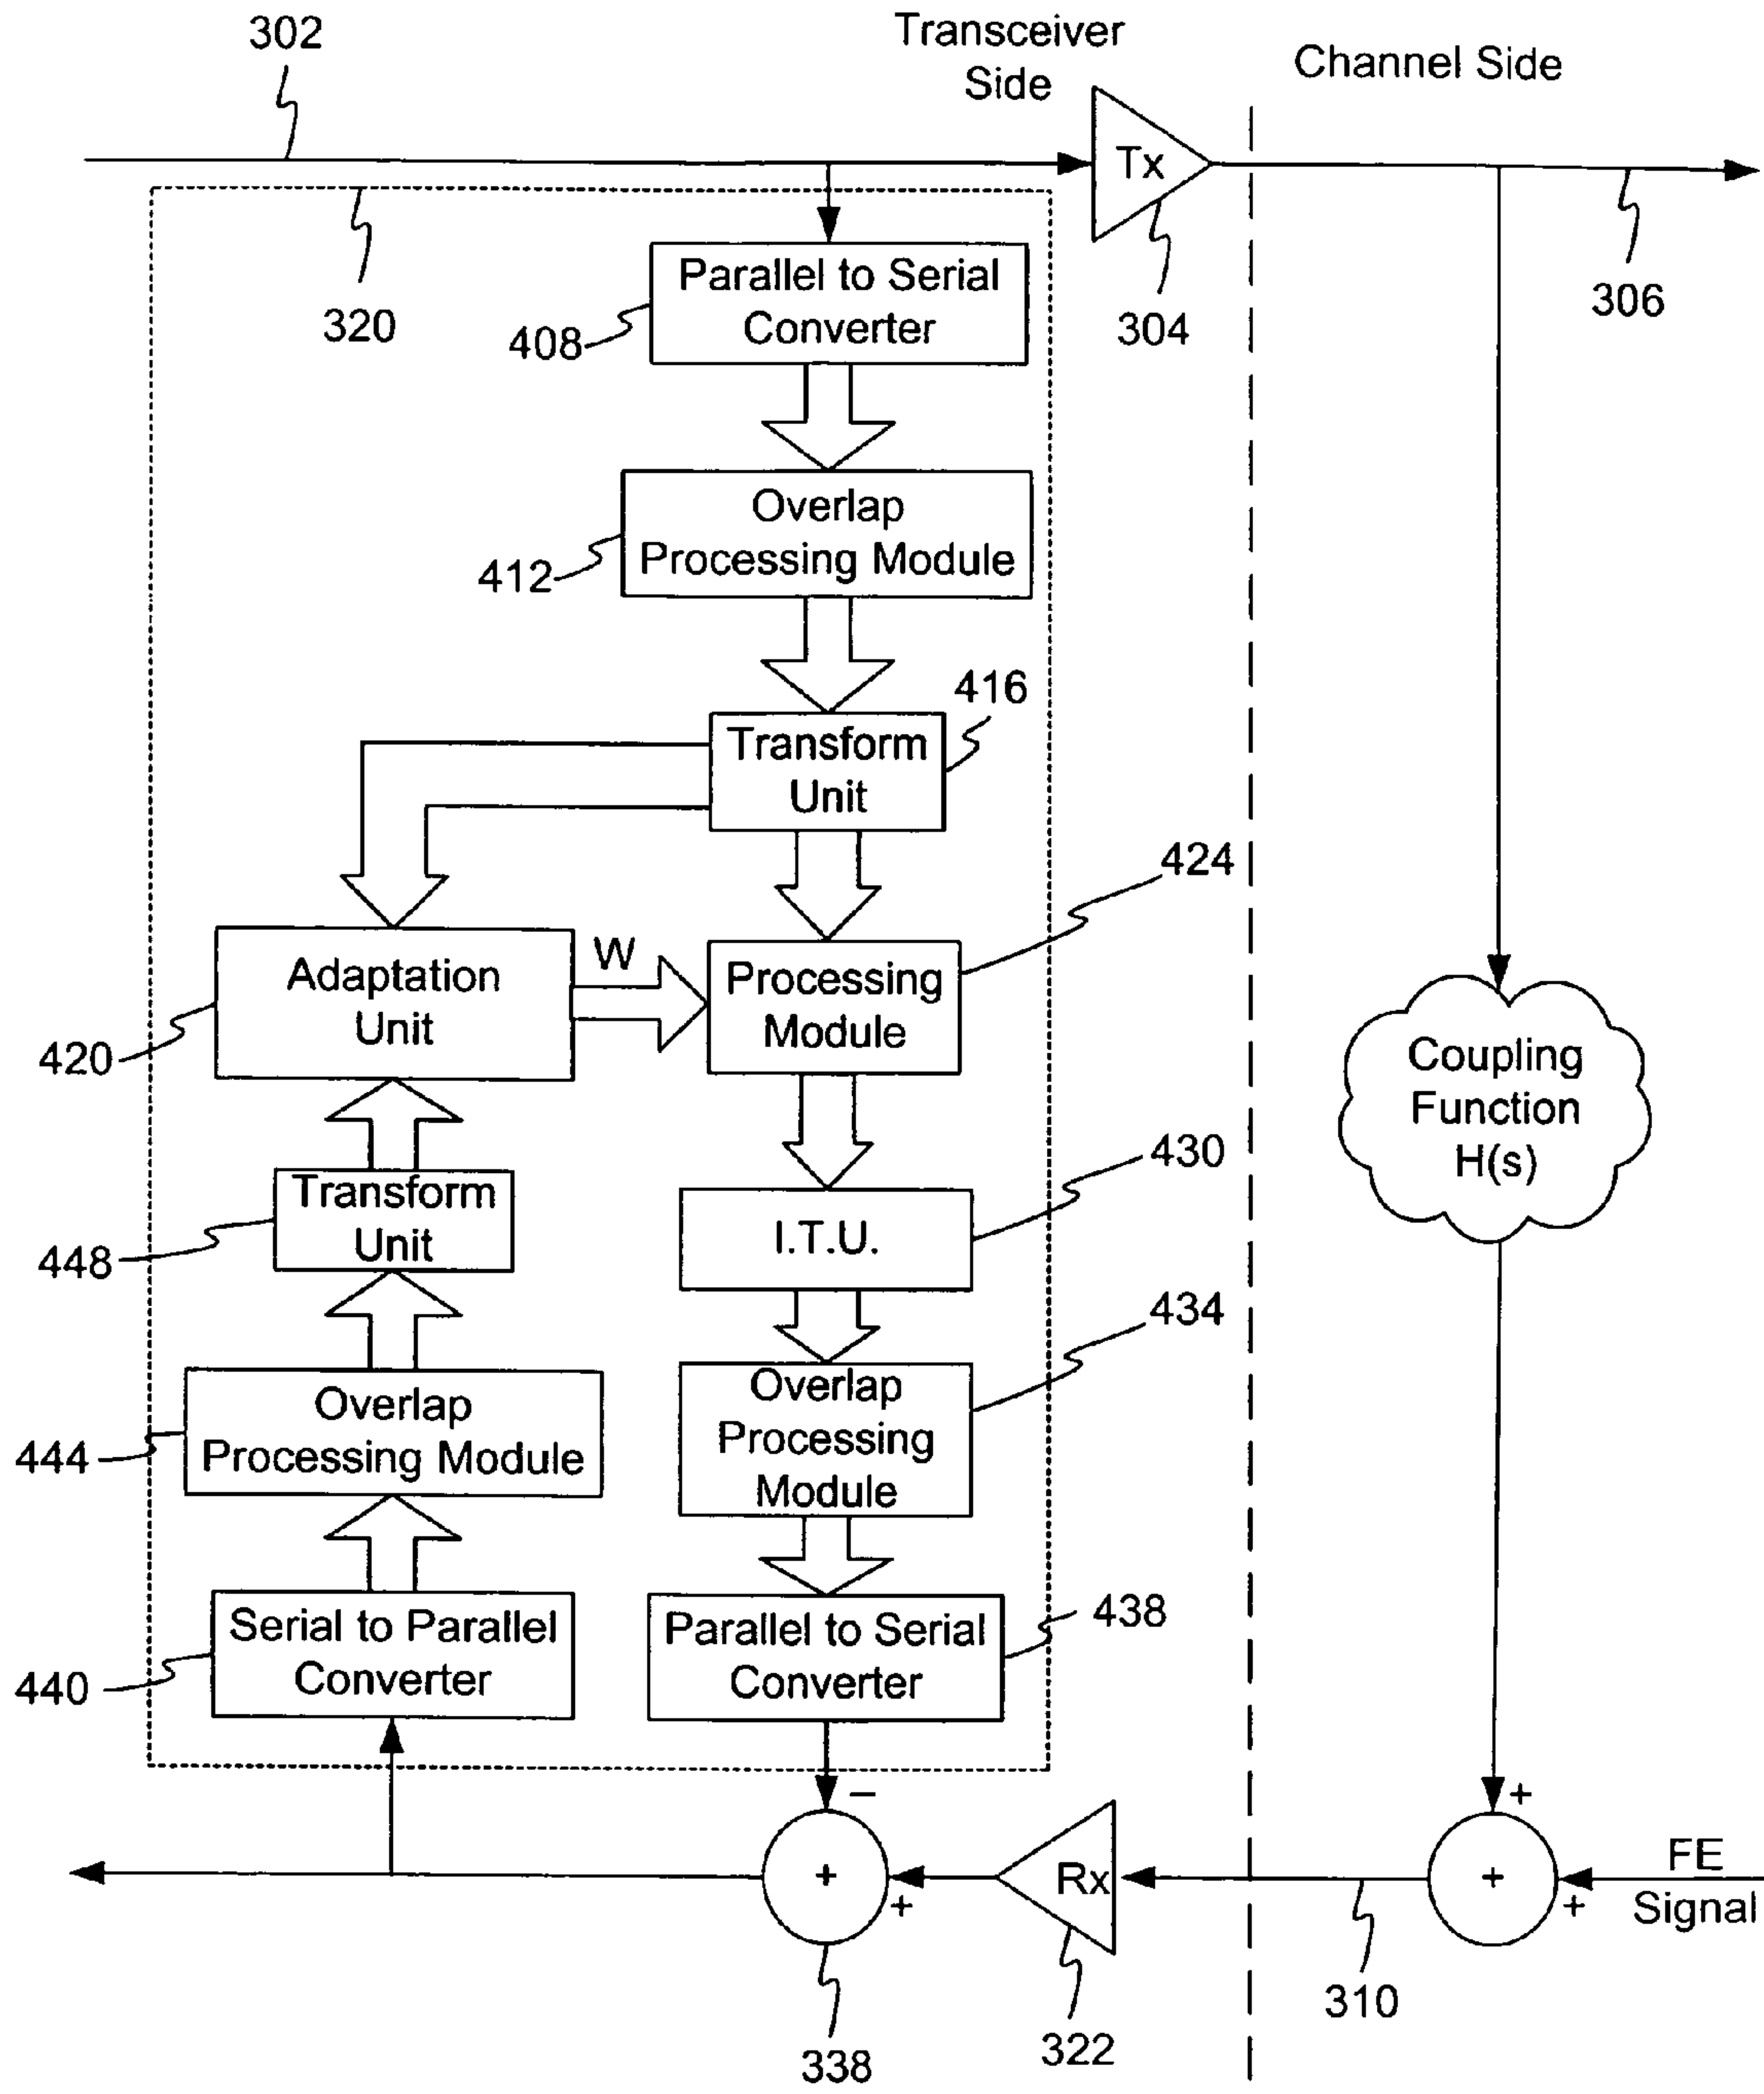 302
Transceiver
Side
Channel Side
Tx
320
304
306
Parallel to Serial
Converter
408
Overlap
Processing Module
412
416
Transform
Unit
424
Adaptation
Unit
W
Processing
Module
420
Coupling
Function
H(s)
430
Transform
Unit
448
I.T.U.
434
Overlap
Processing Module
444
Overlap
Processing
Module
Serial to Parallel
Converter
440
Parallel to Serial
Converter
438
–
+
+
+
Rx
+
+
FE
Signal
310
322
338